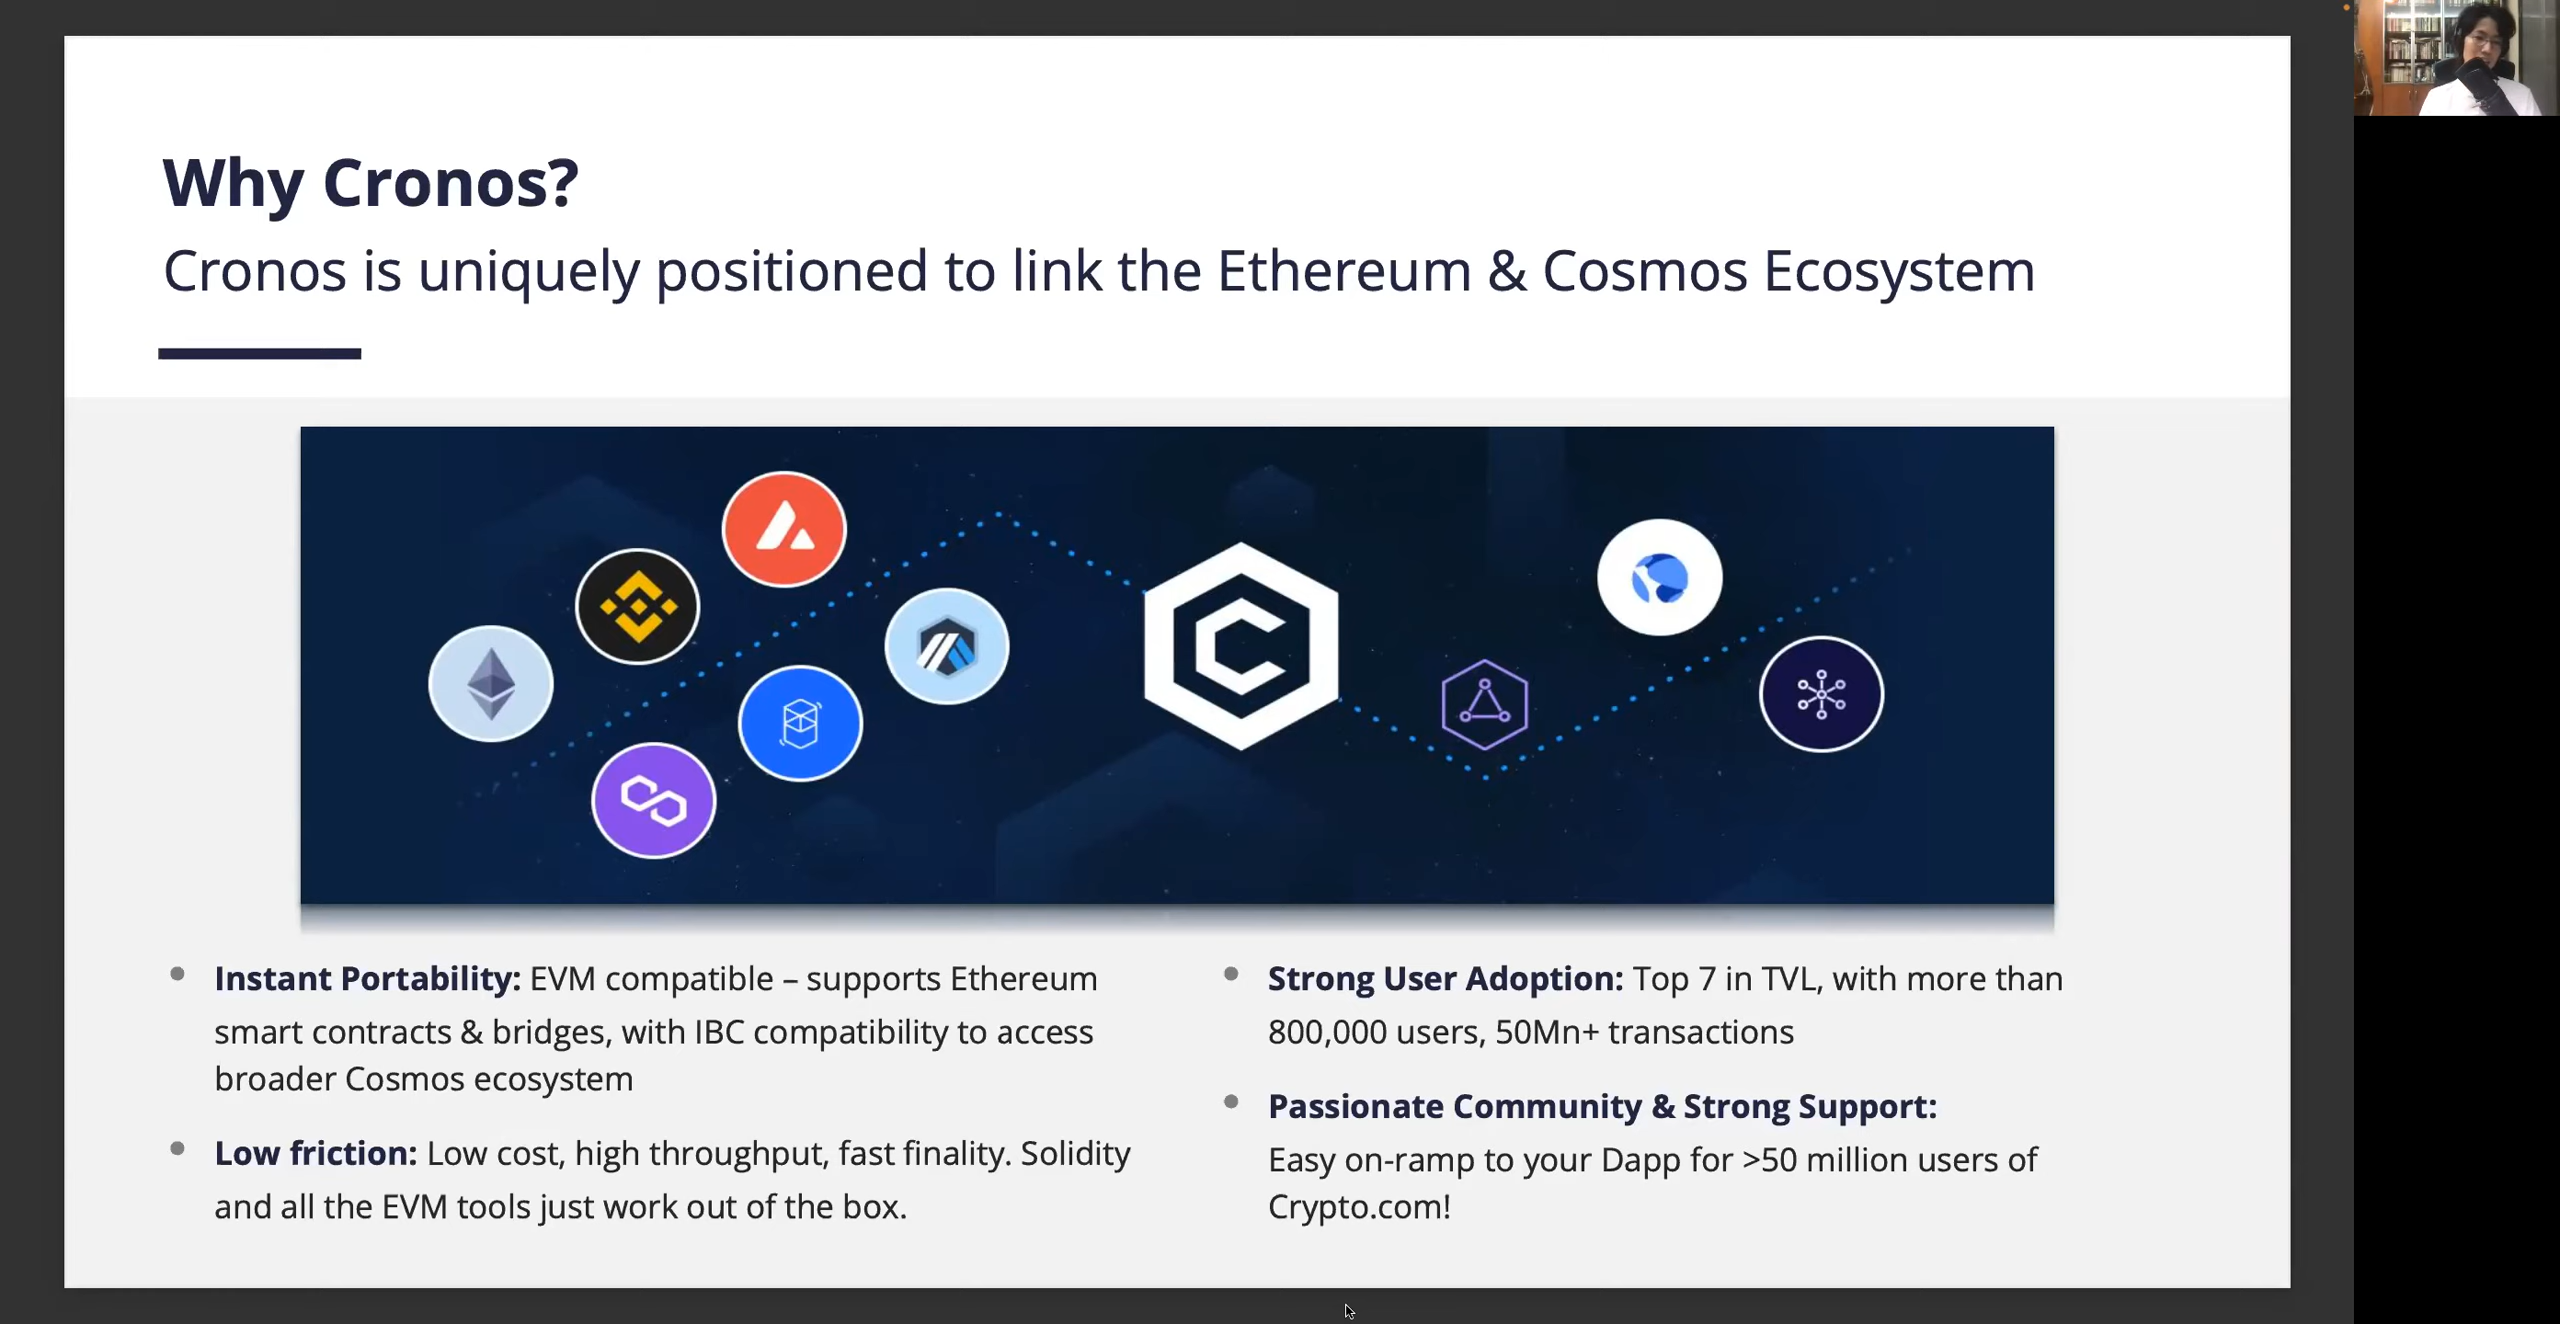 Why Cronos?
Cronos is uniquely positioned to link the Ethereum & Cosmos Ecosystem
Instant Portability: EVM compatible – supports Ethereum
smart contracts & bridges, with IBC compatibility to access
broader Cosmos ecosystem
Low friction: Low cost, high throughput, fast finality. Solidity
and all the EVM tools just work out of the box.
Strong User Adoption: Top 7 in TVL, with more than
800,000 users, 50Mn+ transactions
Passionate Community & Strong Support:
Easy on-ramp to your Dapp for >50 million users of
Crypto.com!